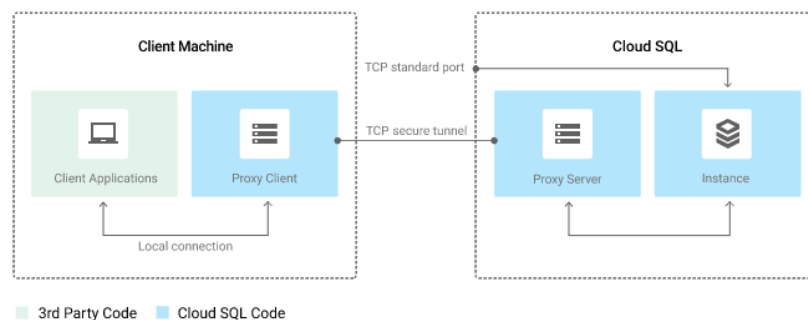 Client Machine
Cloud SQL
TCP standard port
TCP secure tunnel
Client Applications
Proxy Client
Proxy Server
Instance
Local connection
3rd Party Code
Cloud SQL Code